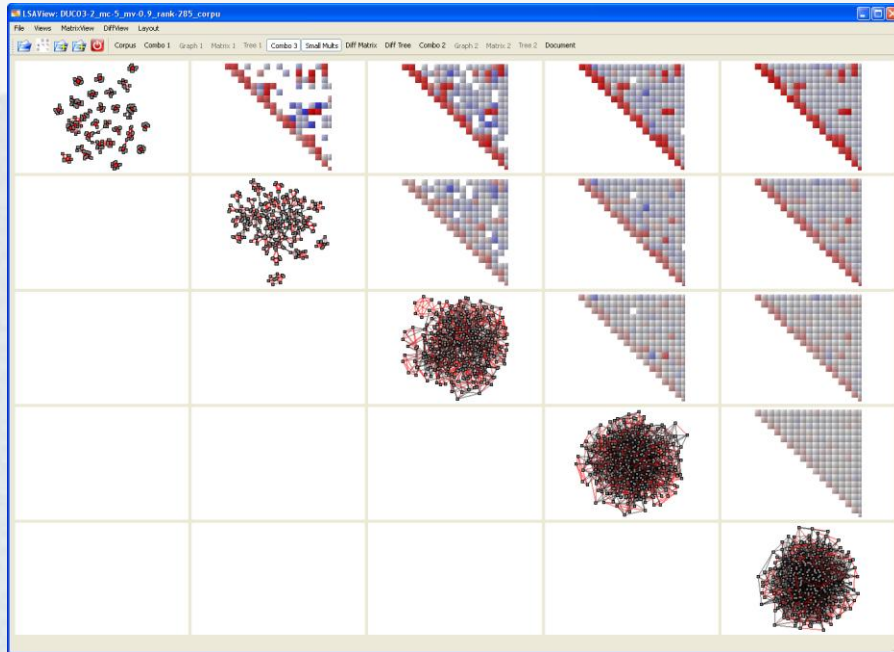 LSAView: DUC03-2_mc-5_mv-0.9_rank-285_corpu
File Views MatrixView DiffView Layout
Corpus Combo 1 Graph 1 Matrix 1 Tree 1 Combo 3 Small Mults Diff Matrix Diff Tree Combo 2 Graph 2 Matrix 2 Tree 2 Document